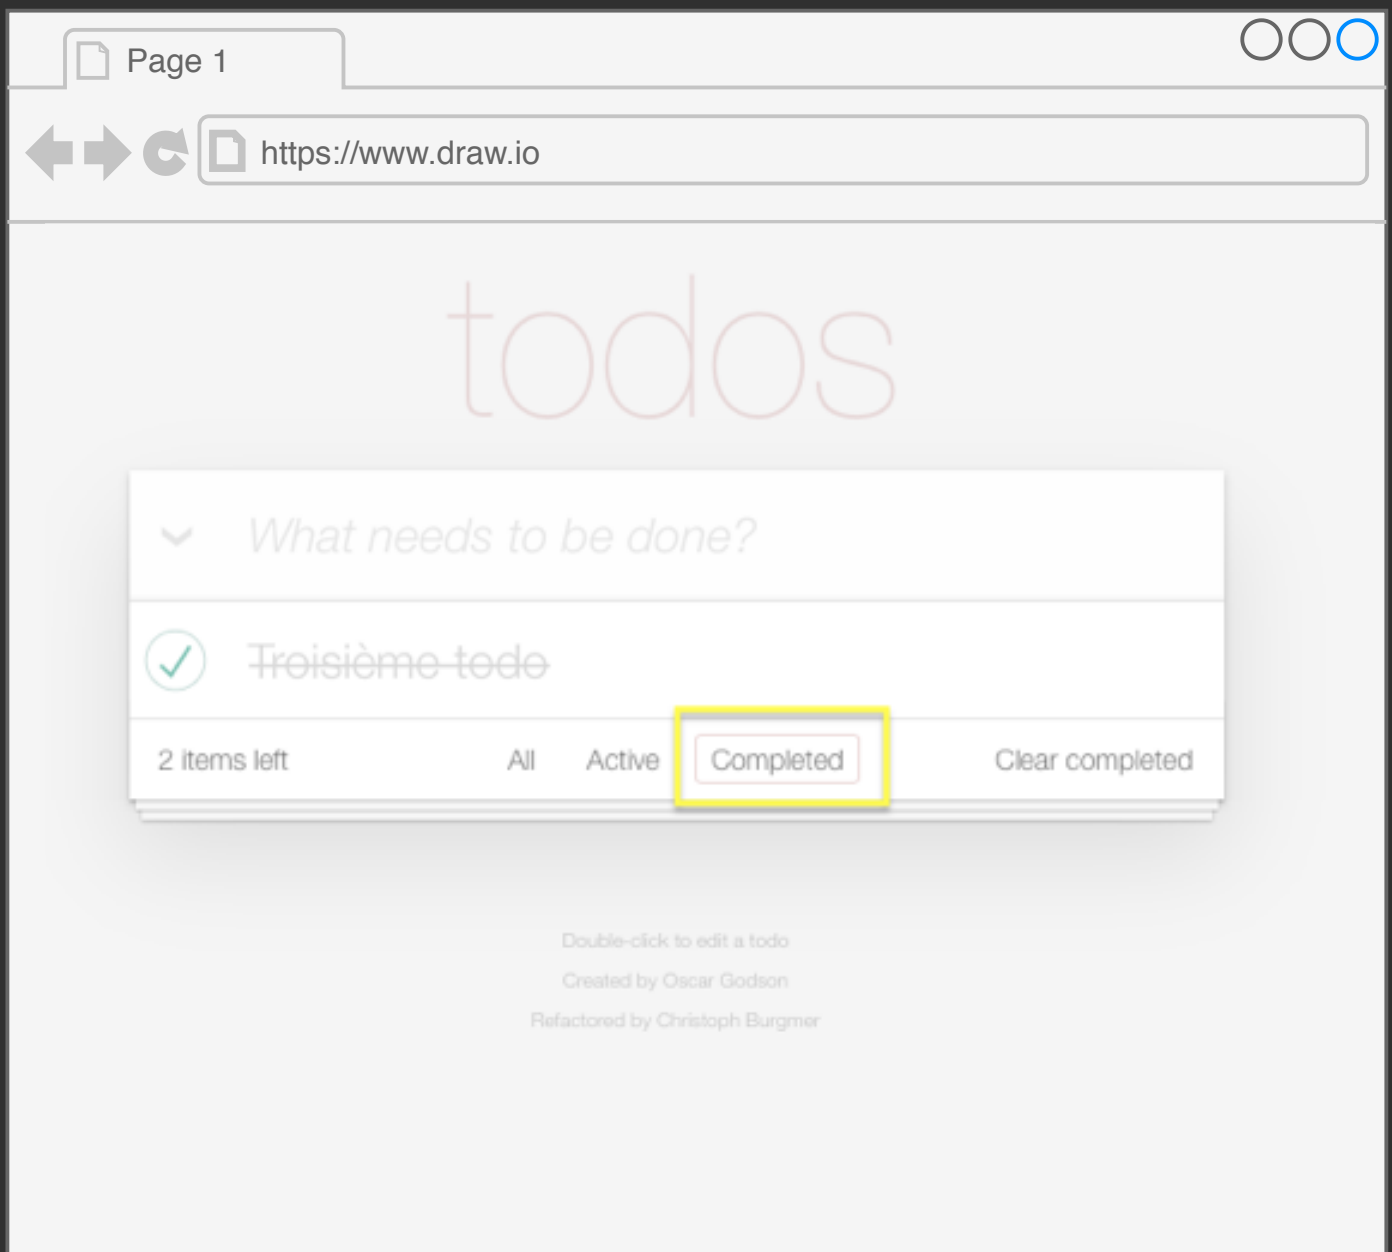 Page 1
https://www.draw.io
todos
What needs to be done?
Troisième todo
2 items left All Active Completed Clear completed
Double-click to edit a todo
Created by Oscar Godson
Refactored by Christoph Burgmer